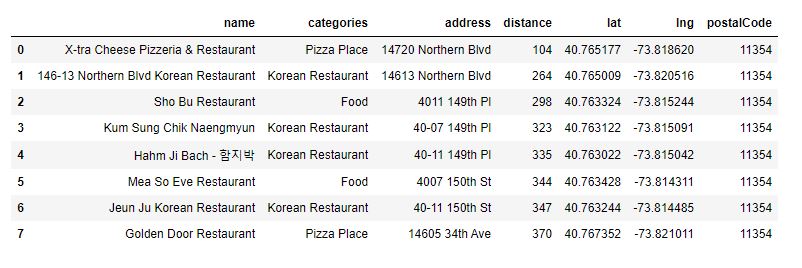 name categories address distance lat lng postalCode
0 X-tra Cheese Pizzeria & Restaurant Pizza Place 14720 Northern Blvd 104 40.765177 -73.818620 11354
1 146-13 Northern Blvd Korean Restaurant Korean Restaurant 14613 Northern Blvd 264 40.765009 -73.820516 11354
2 Sho Bu Restaurant Food 4011 149th Pl 298 40.763324 -73.815244 11354
3 Kum Sung Chik Naengmyun Korean Restaurant 40-07 149th Pl 323 40.763122 -73.815091 11354
4 Hahm Ji Bach - 함지박 Korean Restaurant 40-11 149th Pl 335 40.763022 -73.815042 11354
5 Mea So Eve Restaurant Food 4007 150th St 344 40.763428 -73.814311 11354
6 Jeun Ju Korean Restaurant Korean Restaurant 40-11 150th St 347 40.763244 -73.814485 11354
7 Golden Door Restaurant Pizza Place 14605 34th Ave 370 40.767352 -73.821011 11354